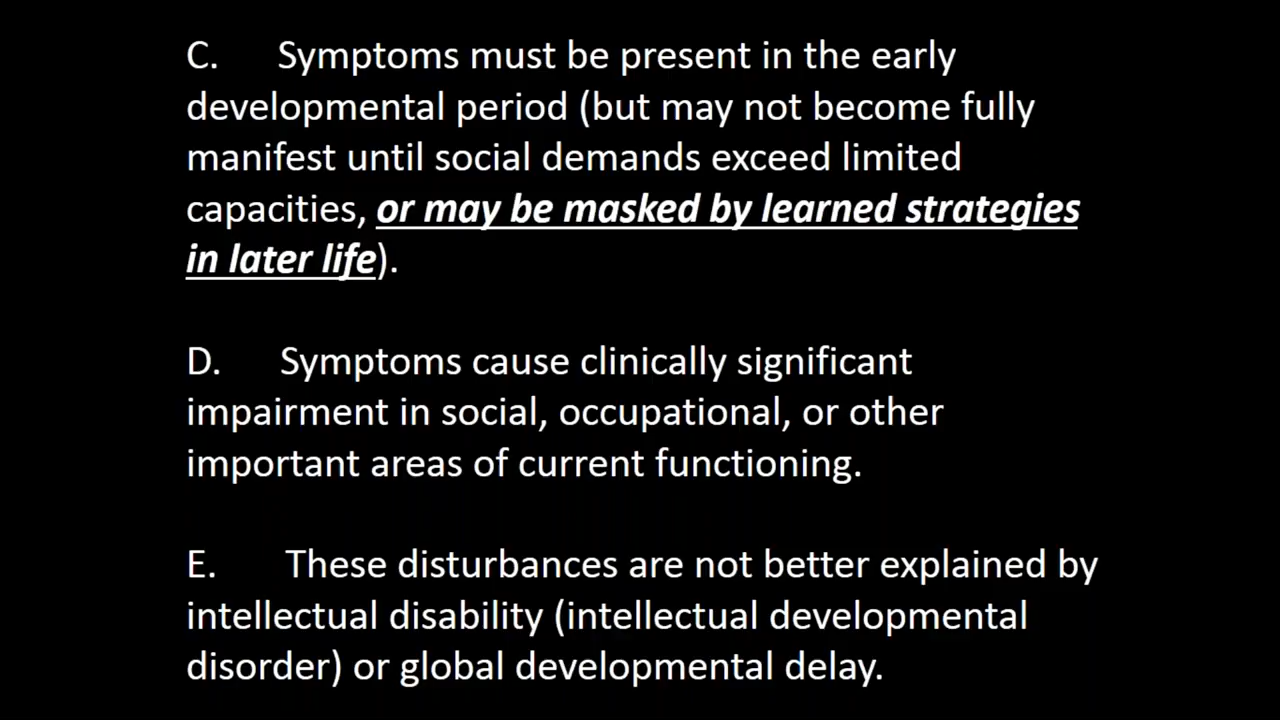 C. Symptoms must be present in the early
developmental period (but may not become fully
manifest until social demands exceed limited
capacities, or may be masked by learned strategies
in later life).
D. Symptoms cause clinically significant
impairment in social, occupational, or other
important areas of current functioning.
E. These disturbances are not better explained by
intellectual disability (intellectual developmental
disorder) or global developmental delay.